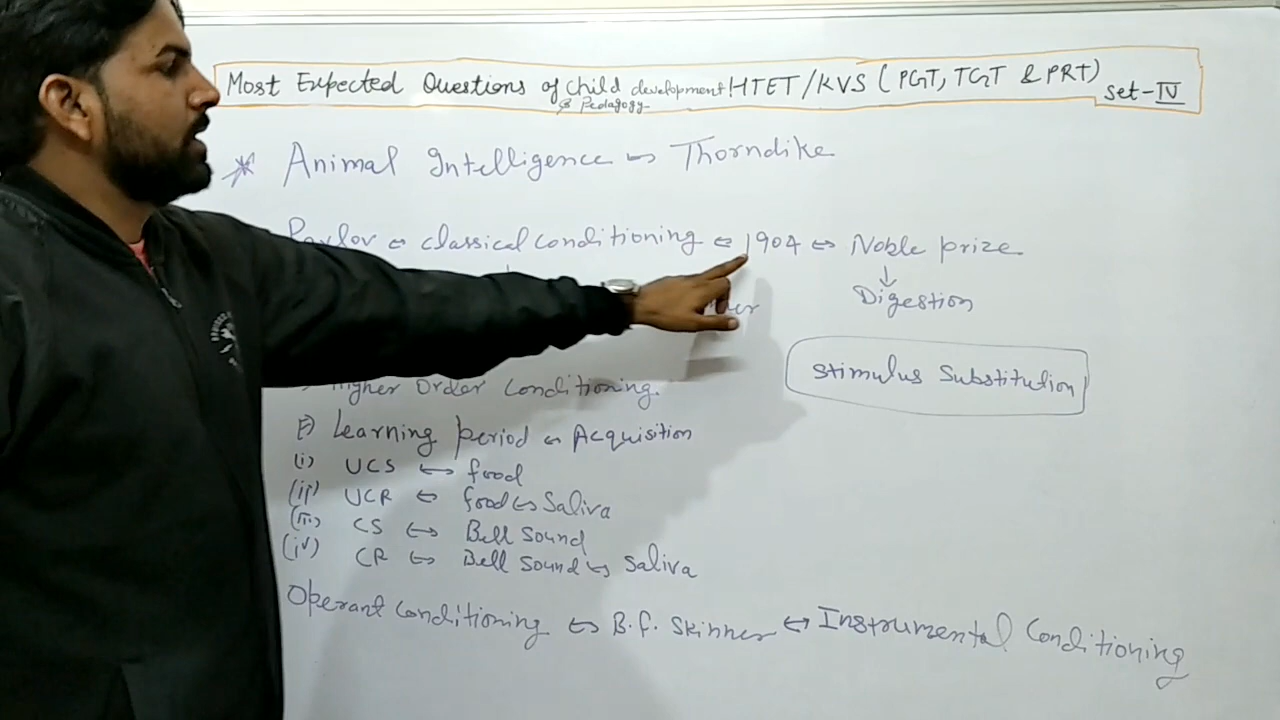 Most Expected Questions of Child development HTET/KVS (PGT, TGT & PRT)
& Pedagogy
Set-IV
* Animal Intelligence ↔ Thorndike
Pavlov ↔ classical conditioning ↔ 1904 ↔ Noble prize
↓
Digestion
Higher Order Conditioning.
Stimulus Substitution
Learning period ↔ Acquisition
(i) UCS ↔ food
(ii) UCR ↔ food ↔ Saliva
(iii) CS ↔ Bell Sound
(iv) CR ↔ Bell Sound ↔ Saliva
Operant Conditioning ↔ B.f. Skinner ↔ Instrumental Conditioning